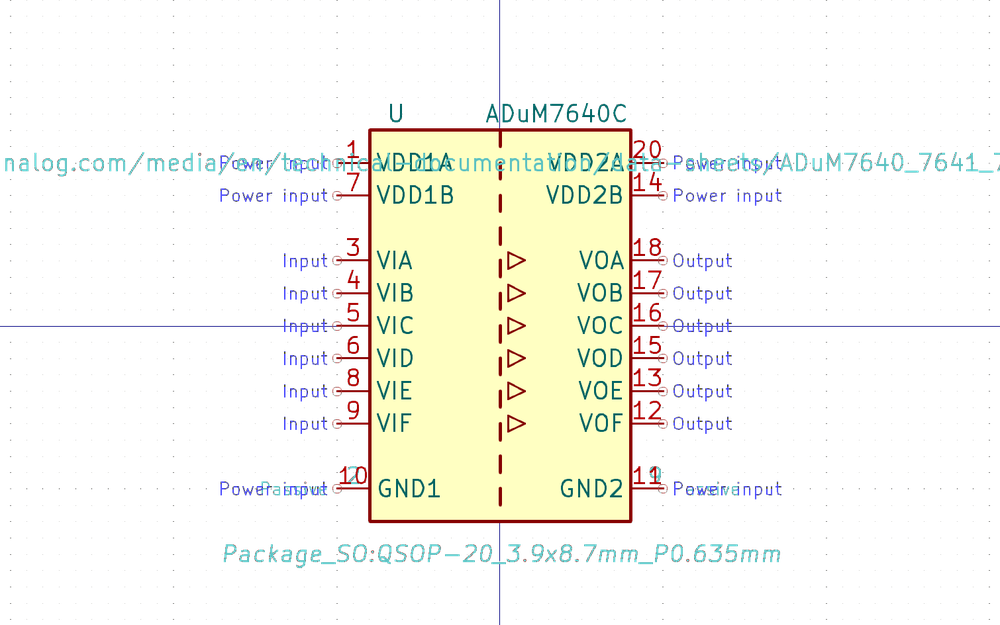 U ADuM7640C
Power input 1 VDD1A VDD2A 20 Power input
nalog.com/media/en/technical-documentation/data-sheets/ADuM7640_7641_7
Power input 7 VDD1B VDD2B 14 Power input
Input 3 VIA VOA 18 Output
Input 4 VIB VOB 17 Output
Input 5 VIC VOC 16 Output
Input 6 VID VOD 15 Output
Input 8 VIE VOE 13 Output
Input 9 VIF VOF 12 Output
Power input 10 GND1 GND2 11 Power input
Package_SO:QSOP-20_3.9x8.7mm_P0.635mm